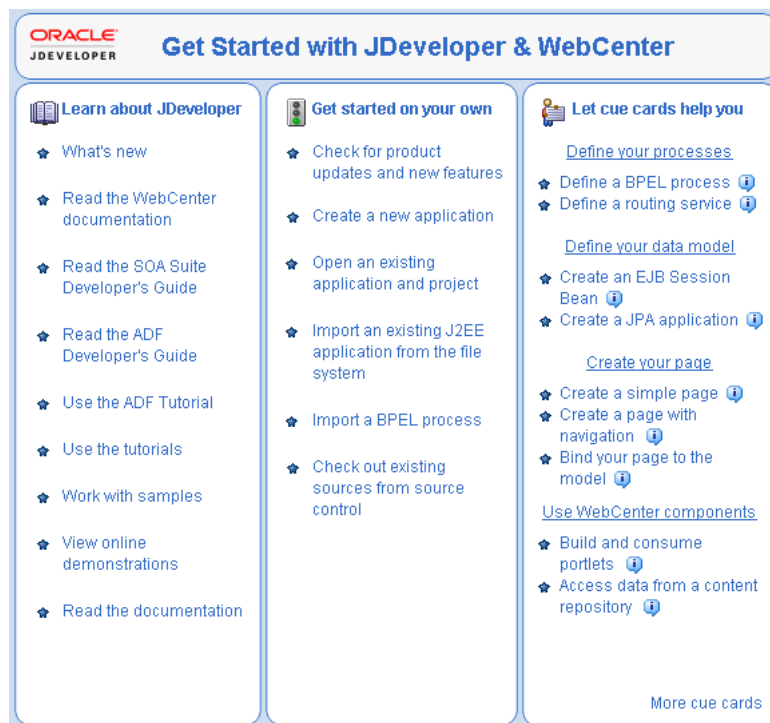 ORACLE
JDEVELOPER
Get Started with JDeveloper & WebCenter
Learn about JDeveloper
What's new
Read the WebCenter
documentation
Read the SOA Suite
Developer's Guide
Read the ADF
Developer's Guide
Use the ADF Tutorial
Use the tutorials
Work with samples
View online
demonstrations
Read the documentation
Get started on your own
Check for product
updates and new features
Create a new application
Open an existing
application and project
Import an existing J2EE
application from the file
system
Import a BPEL process
Check out existing
sources from source
control
Let cue cards help you
Define your processes
Define a BPEL process
Define a routing service
Define your data model
Create an EJB Session
Bean
Create a JPA application
Create your page
Create a simple page
Create a page with
navigation
Bind your page to the
model
Use WebCenter components
Build and consume
portlets
Access data from a content
repository
More cue cards